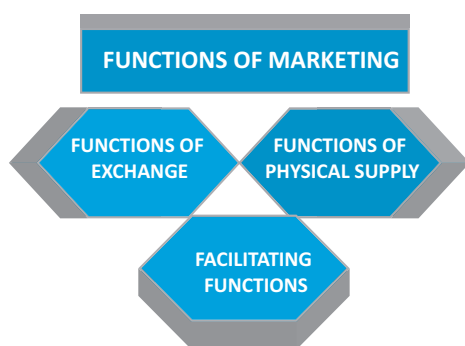 FUNCTIONS OF MARKETING
FUNCTIONS OF
EXCHANGE
FUNCTIONS OF
PHYSICAL SUPPLY
FACILITATING
FUNCTIONS